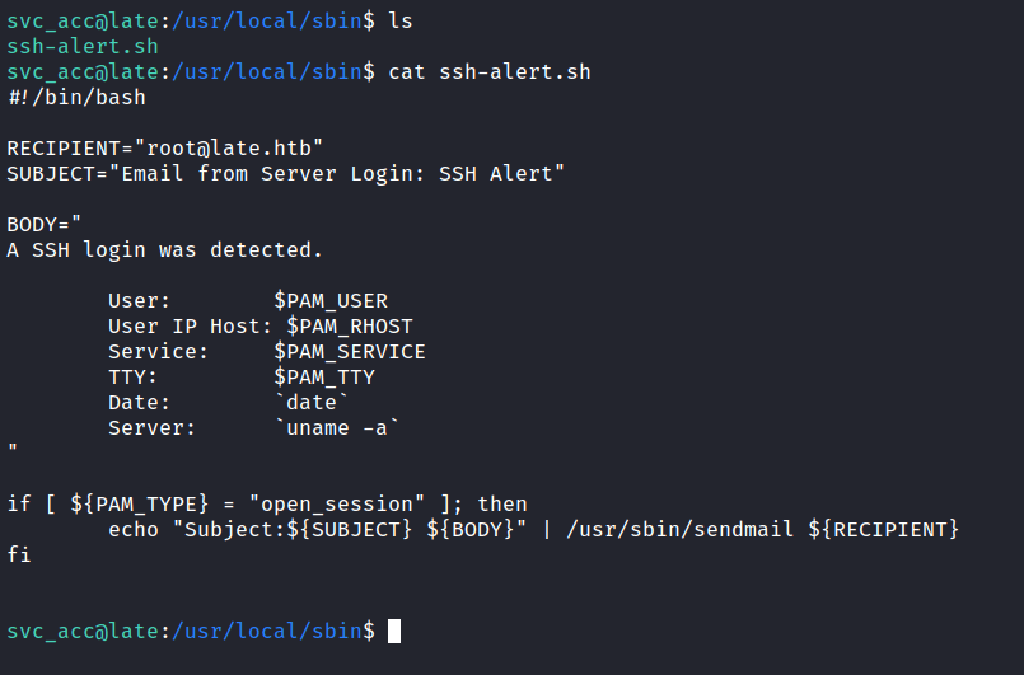 svc_acc@late:/usr/local/sbin$ ls
ssh-alert.sh
svc_acc@late:/usr/local/sbin$ cat ssh-alert.sh
#!/bin/bash

RECIPIENT="root@late.htb"
SUBJECT="Email from Server Login: SSH Alert"

BODY="
A SSH login was detected.

        User:        $PAM_USER
        User IP Host: $PAM_RHOST
        Service:     $PAM_SERVICE
        TTY:         $PAM_TTY
        Date:        `date`
        Server:      `uname -a`
"

if [ ${PAM_TYPE} = "open_session" ]; then
        echo "Subject:${SUBJECT} ${BODY}" | /usr/sbin/sendmail ${RECIPIENT}
fi


svc_acc@late:/usr/local/sbin$